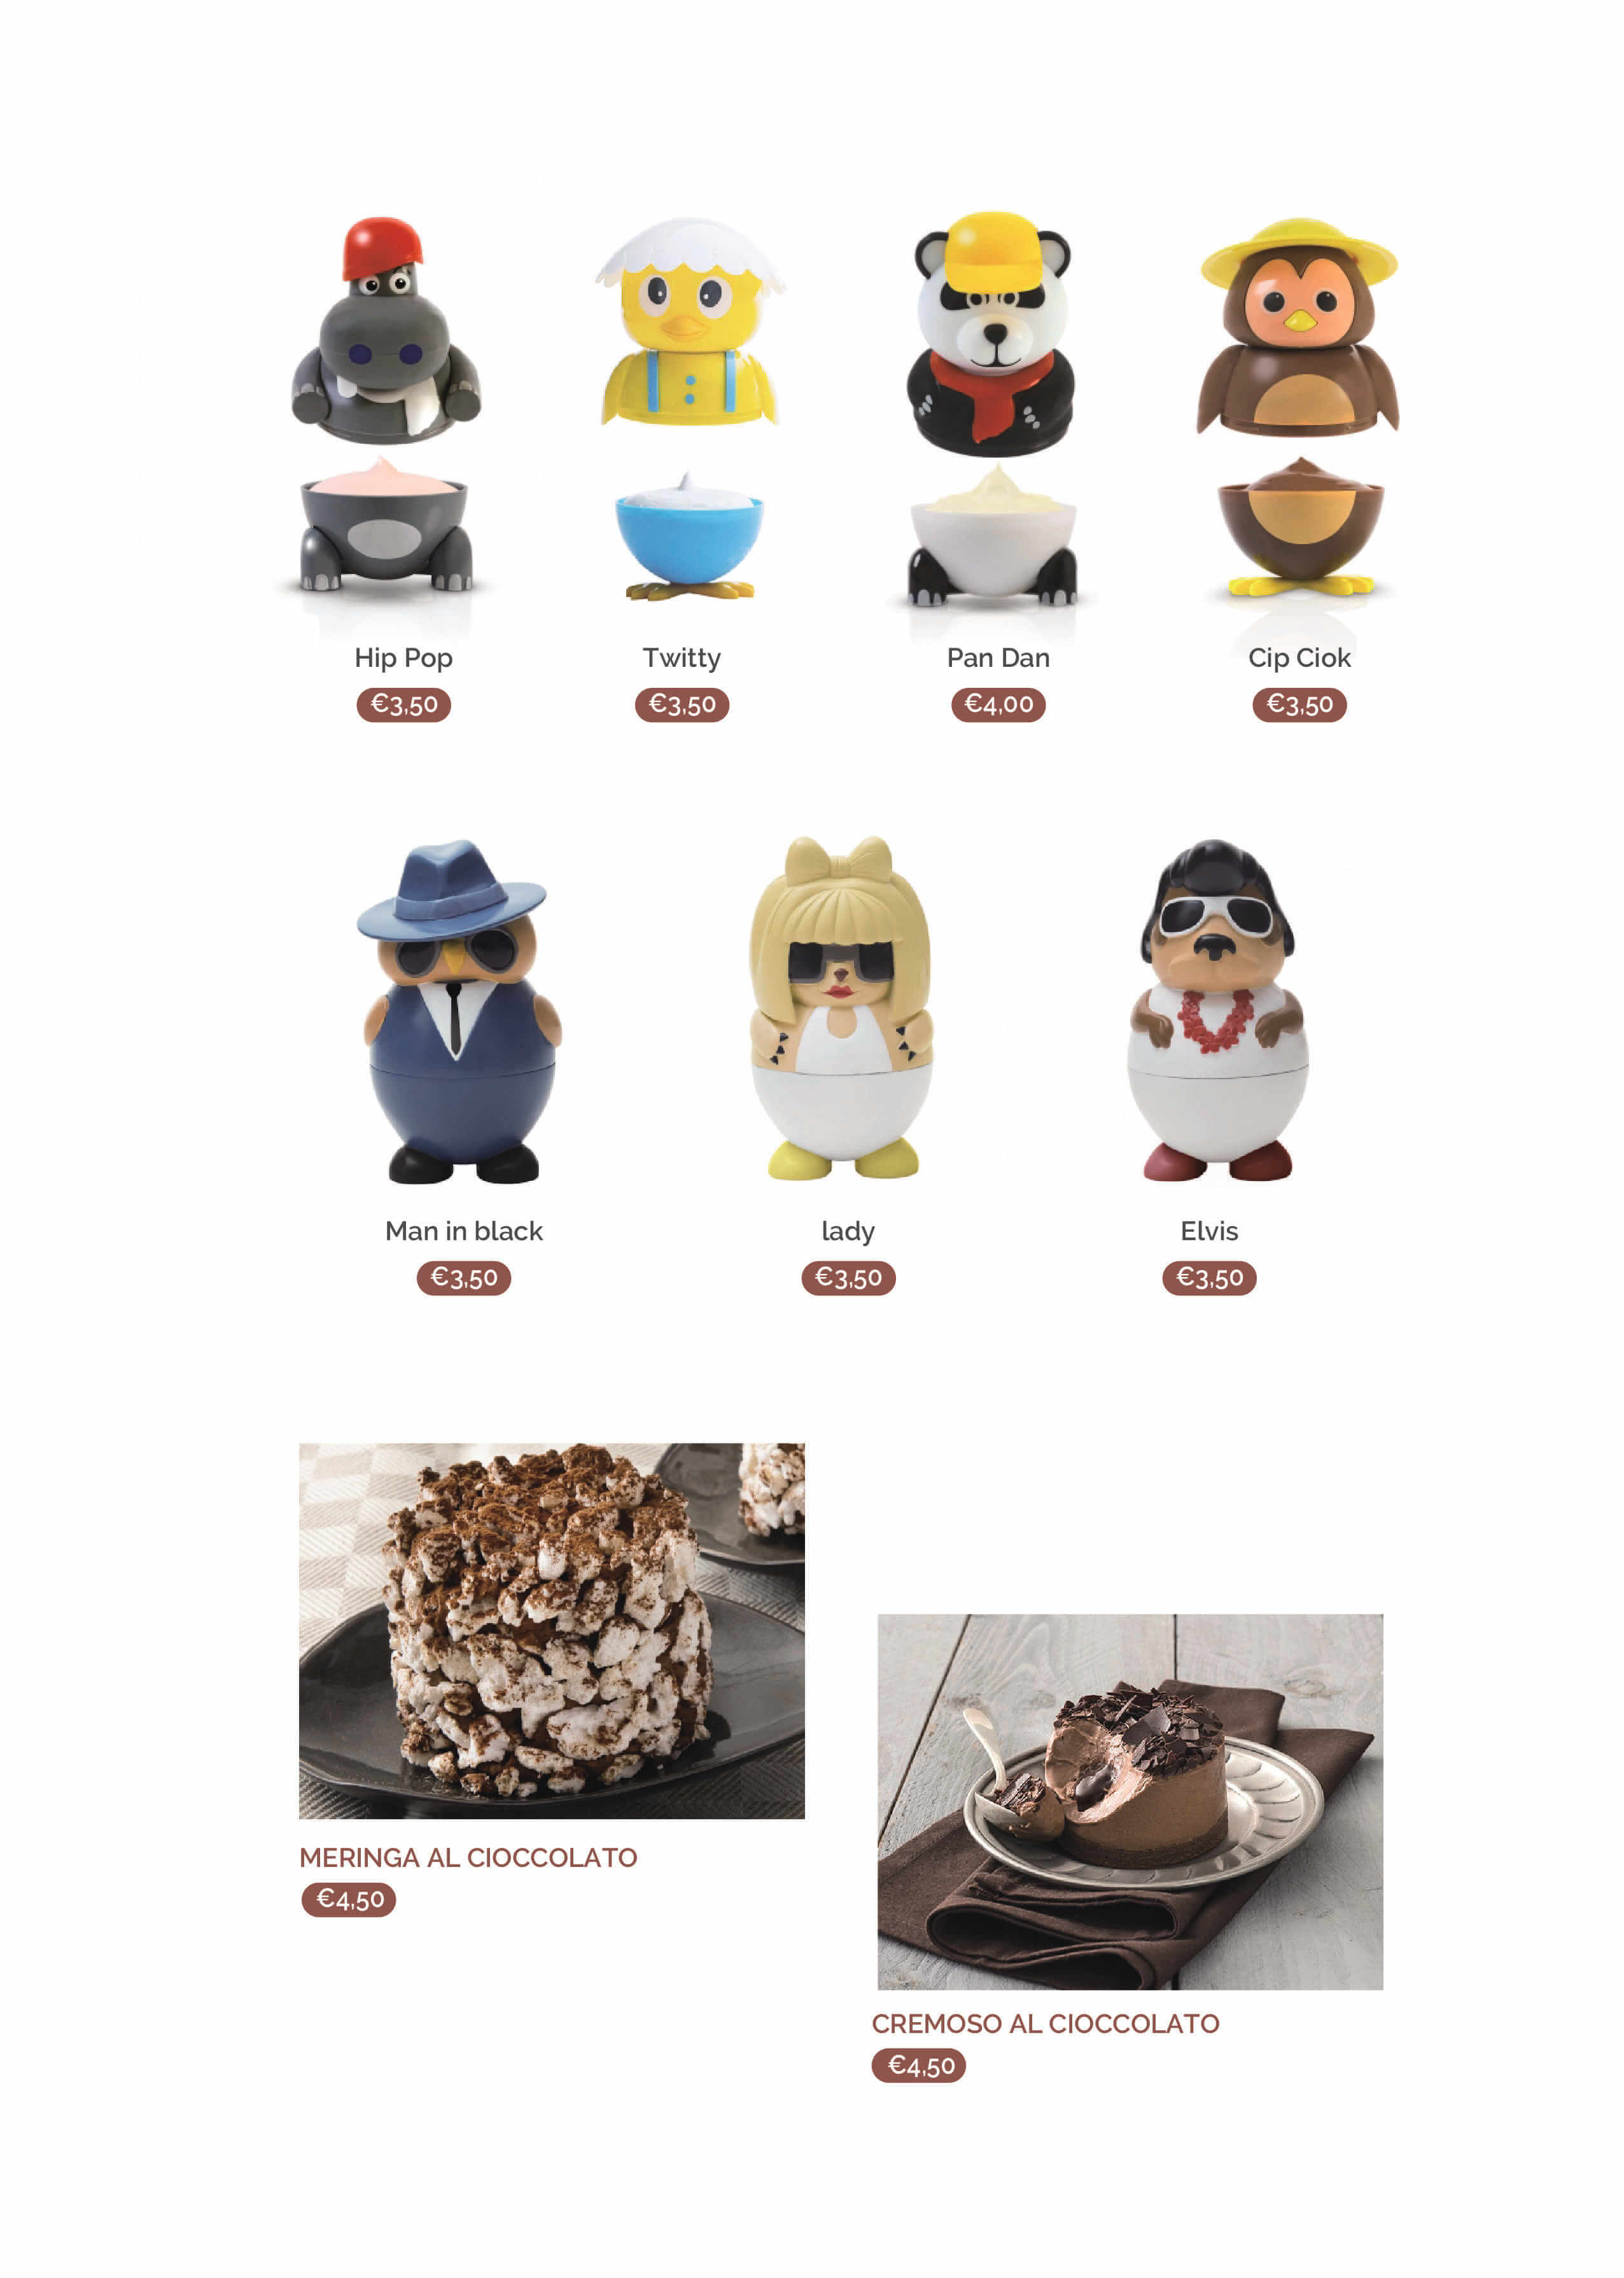 Hip Pop
€3,50
Twitty
€3,50
Pan Dan
€4,00
Cip Ciok
€3,50
Man in black
€3,50
lady
€3,50
Elvis
€3,50
MERINGA AL CIOCCOLATO
€4,50
CREMOSO AL CIOCCOLATO
€4,50